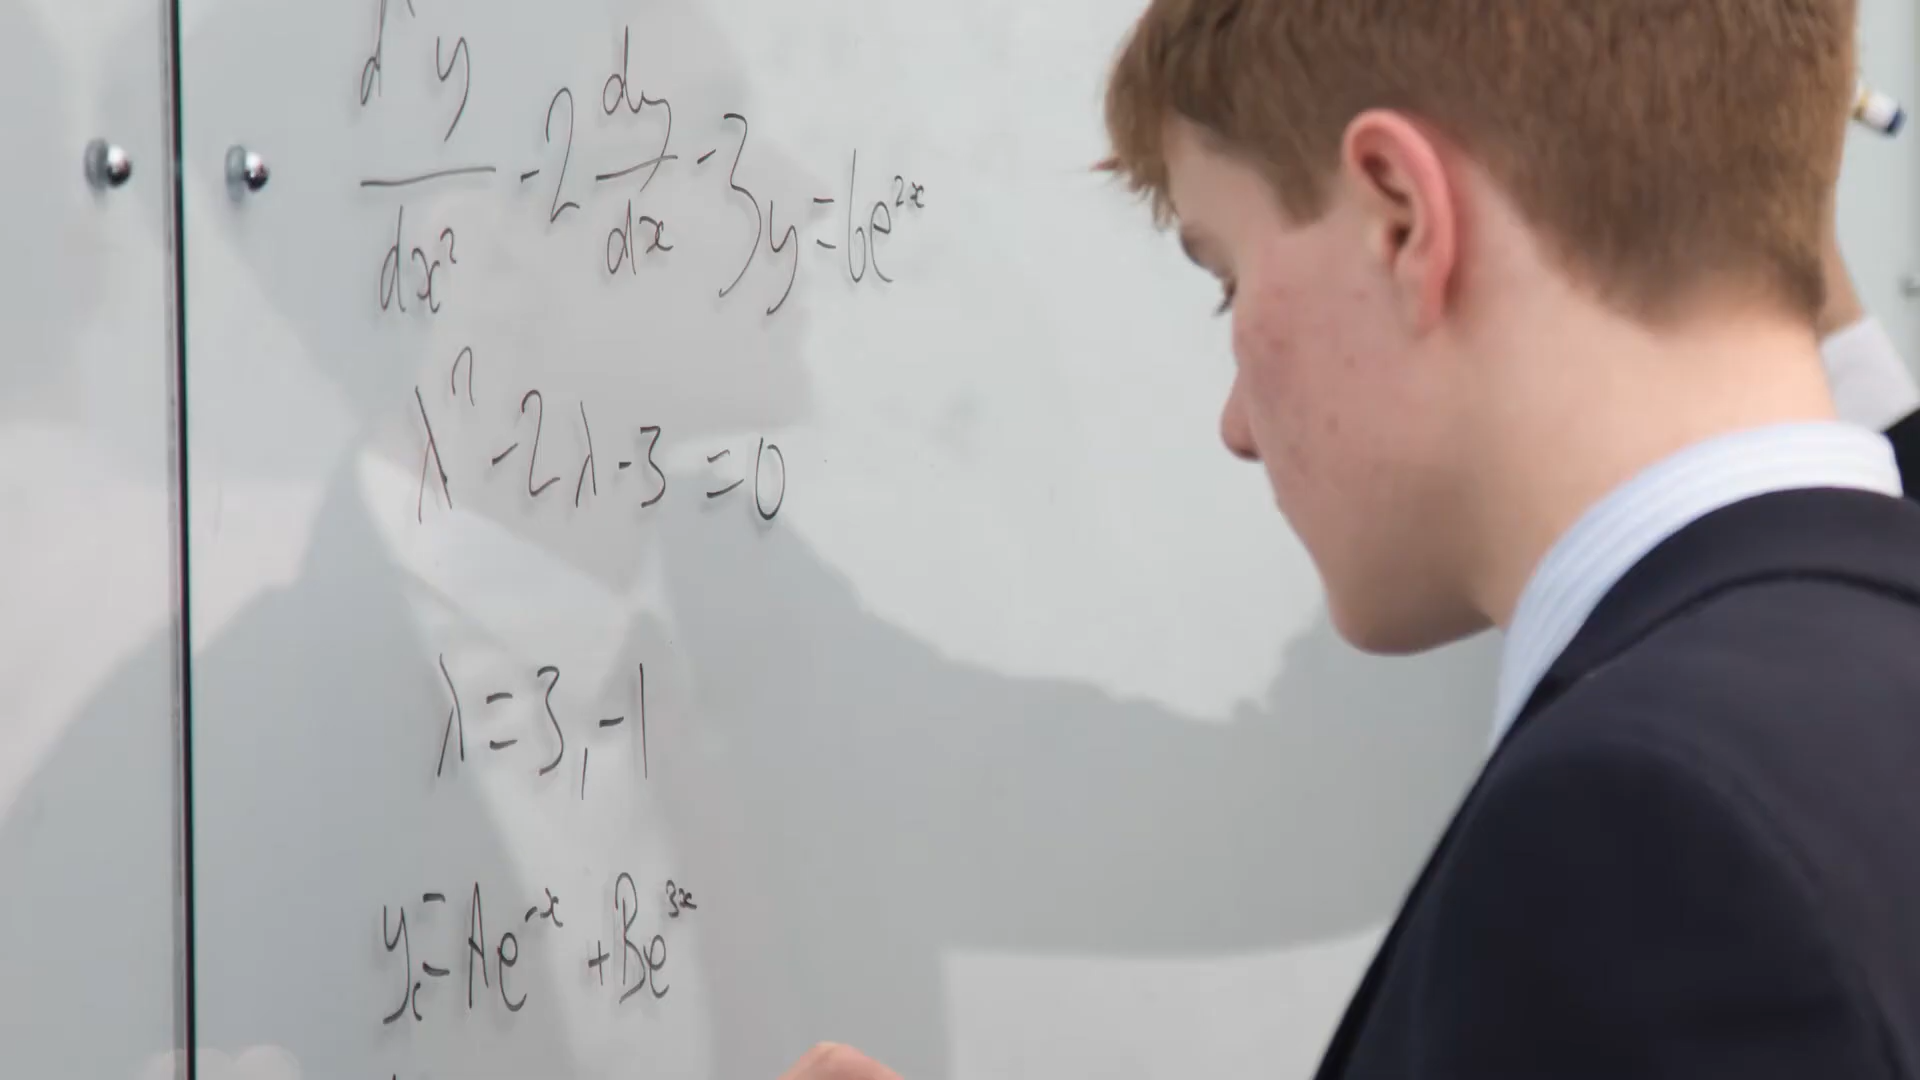 d²y/dx² - 2 dy/dx - 3y = 6e^{2x}
λ² - 2λ - 3 = 0
λ = 3, -1
y_c = Ae^{-x} + Be^{3x}